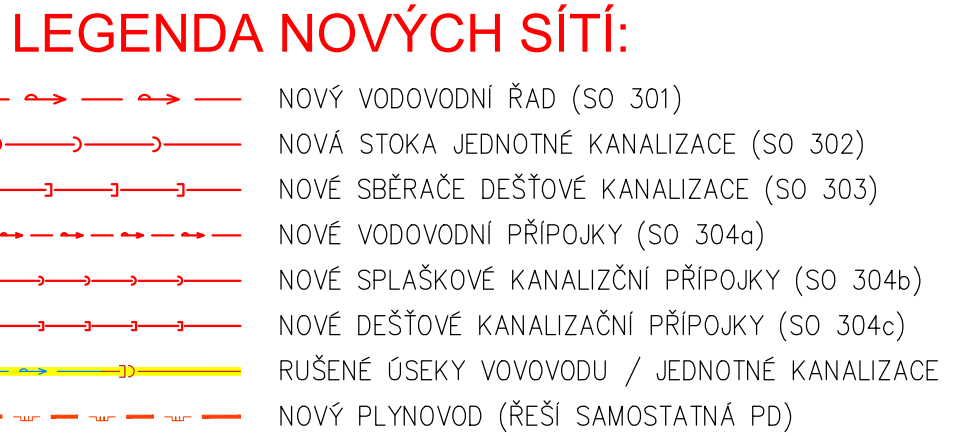 LEGENDA NOVÝCH SÍTÍ:
NOVÝ VODOVODNÍ ŘAD (SO 301)
NOVÁ STOKA JEDNOTNÉ KANALIZACE (SO 302)
NOVÉ SBĚRAČE DEŠŤOVÉ KANALIZACE (SO 303)
NOVÉ VODOVODNÍ PŘÍPOJKY (SO 304a)
NOVÉ SPLAŠKOVÉ KANALIZČNÍ PŘÍPOJKY (SO 304b)
NOVÉ DEŠŤOVÉ KANALIZAČNÍ PŘÍPOJKY (SO 304c)
RUŠENÉ ÚSEKY VOVOVODU / JEDNOTNÉ KANALIZACE
NOVÝ PLYNOVOD (ŘEŠÍ SAMOSTATNÁ PD)